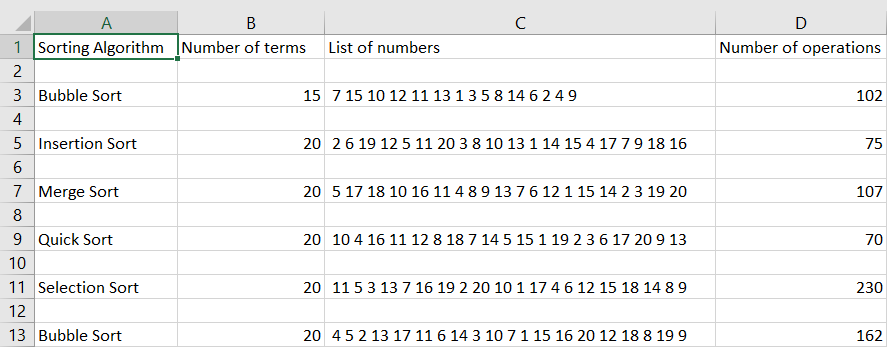 A B C D
1 Sorting Algorithm Number of terms List of numbers Number of operations
2
3 Bubble Sort 15 7 15 10 12 11 13 1 3 5 8 14 6 2 4 9 102
4
5 Insertion Sort 20 2 6 19 12 5 11 20 3 8 10 13 1 14 15 4 17 7 9 18 16 75
6
7 Merge Sort 20 5 17 18 10 16 11 4 8 9 13 7 6 12 1 15 14 2 3 19 20 107
8
9 Quick Sort 20 10 4 16 11 12 8 18 7 14 5 15 1 19 2 3 6 17 20 9 13 70
10
11 Selection Sort 20 11 5 3 13 7 16 19 2 20 10 1 17 4 6 12 15 18 14 8 9 230
12
13 Bubble Sort 20 4 5 2 13 17 11 6 14 3 10 7 1 15 16 20 12 18 8 19 9 162